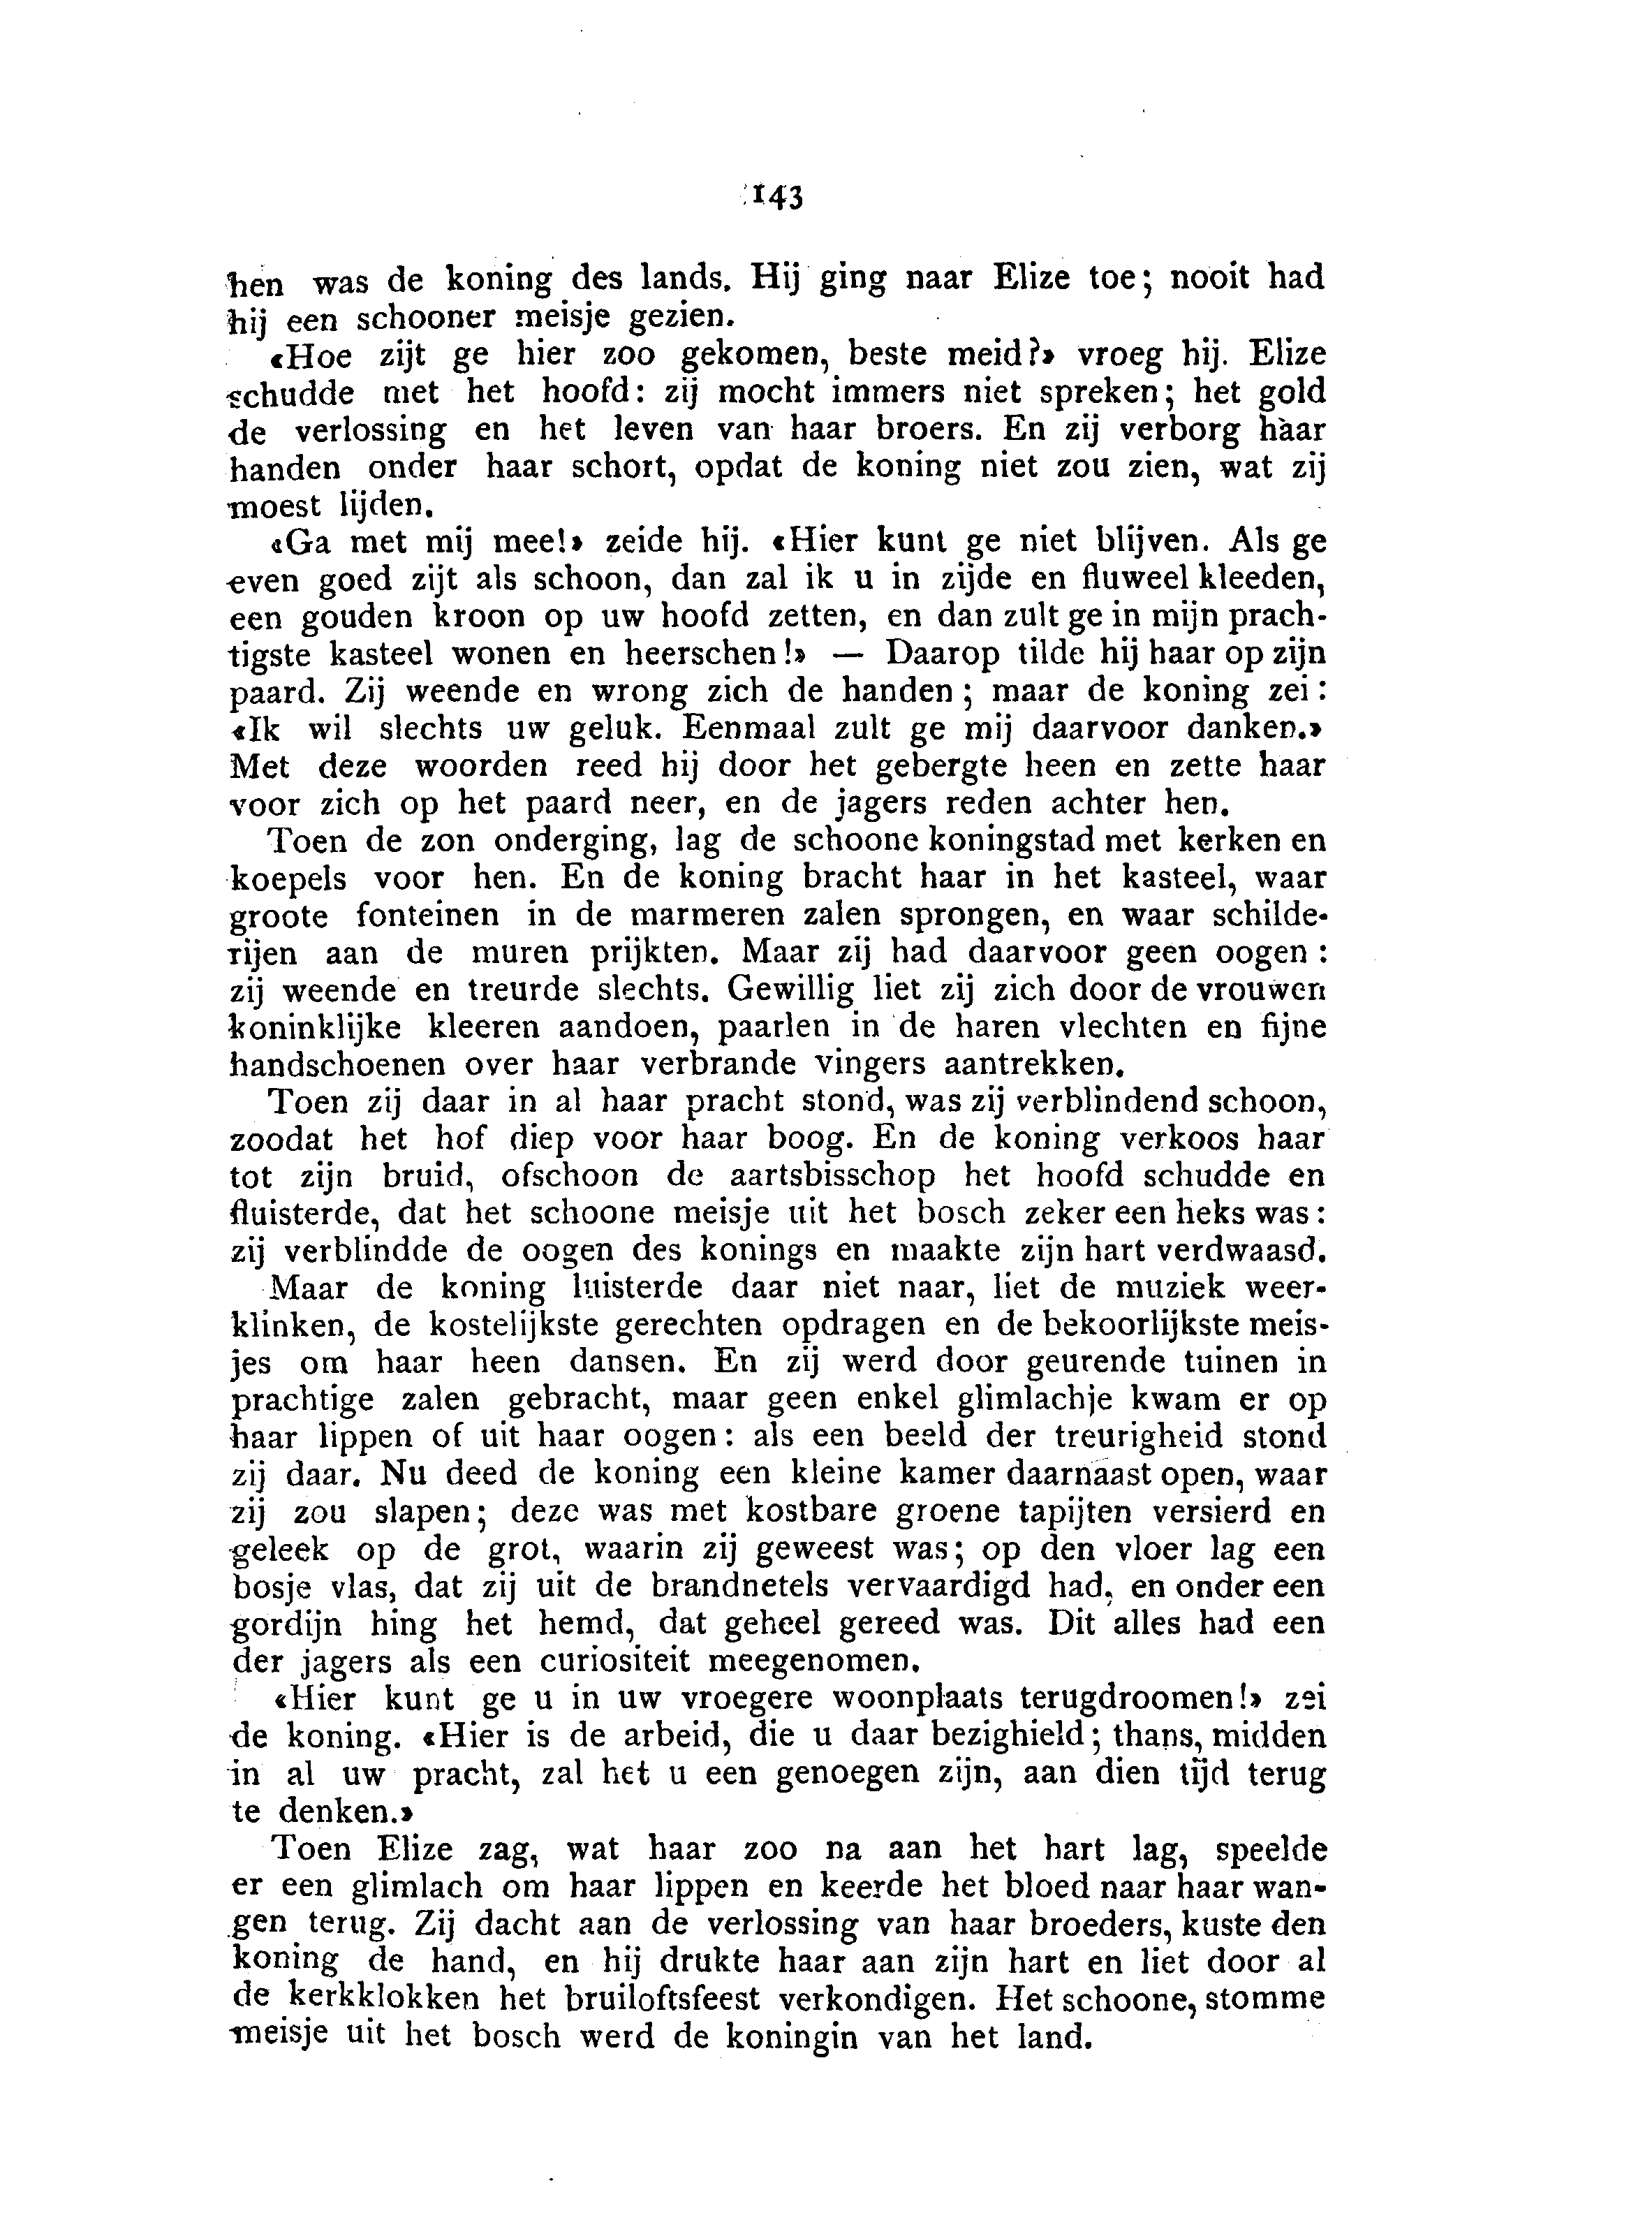 143
hen was de koning des lands. Hij ging naar Elize toe; nooit had
hij een schooner meisje gezien.
«Hoe zijt ge hier zoo gekomen, beste meid?» vroeg hij. Elize
schudde met het hoofd: zij mocht immers niet spreken; het gold
de verlossing en het leven van haar broers. En zij verborg haar
handen onder haar schort, opdat de koning niet zou zien, wat zij
moest lijden.
«Ga met mij mee!» zeide hij. «Hier kunt ge niet blijven. Als ge
even goed zijt als schoon, dan zal ik u in zijde en fluweel kleeden,
een gouden kroon op uw hoofd zetten, en dan zult ge in mijn prach-
tigste kasteel wonen en heerschen!» — Daarop tilde hij haar op zijn
paard. Zij weende en wrong zich de handen; maar de koning zei:
«Ik wil slechts uw geluk. Eenmaal zult ge mij daarvoor danken.»
Met deze woorden reed hij door het gebergte heen en zette haar
voor zich op het paard neer, en de jagers reden achter hen.
Toen de zon onderging, lag de schoone koningstad met kerken en
koepels voor hen. En de koning bracht haar in het kasteel, waar
groote fonteinen in de marmeren zalen sprongen, en waar schilde-
rijen aan de muren prijkten. Maar zij had daarvoor geen oogen:
zij weende en treurde slechts. Gewillig liet zij zich door de vrouwen
koninklijke kleeren aandoen, paarlen in de haren vlechten en fijne
handschoenen over haar verbrande vingers aantrekken.
Toen zij daar in al haar pracht stond, was zij verblindend schoon,
zoodat het hof diep voor haar boog. En de koning verkoos haar
tot zijn bruid, ofschoon de aartsbisschop het hoofd schudde en
fluisterde, dat het schoone meisje uit het bosch zeker een heks was:
zij verblindde de oogen des konings en maakte zijn hart verdwaasd.
Maar de koning luisterde daar niet naar, liet de muziek weer-
klinken, de kostelijkste gerechten opdragen en de bekoorlijkste meis-
jes om haar heen dansen. En zij werd door geurende tuinen in
prachtige zalen gebracht, maar geen enkel glimlachje kwam er op
haar lippen of uit haar oogen: als een beeld der treurigheid stond
zij daar. Nu deed de koning een kleine kamer daarnaast open, waar
zij zou slapen; deze was met kostbare groene tapijten versierd en
geleek op de grot, waarin zij geweest was; op den vloer lag een
bosje vlas, dat zij uit de brandnetels vervaardigd had, en onder een
gordijn hing het hemd, dat geheel gereed was. Dit alles had een
der jagers als een curiositeit meegenomen.
«Hier kunt ge u in uw vroegere woonplaats terugdroomen!» zei
de koning. «Hier is de arbeid, die u daar bezighield; thans, midden
in al uw pracht, zal het u een genoegen zijn, aan dien tijd terug
te denken.»
Toen Elize zag, wat haar zoo na aan het hart lag, speelde
er een glimlach om haar lippen en keerde het bloed naar haar wan-
gen terug. Zij dacht aan de verlossing van haar broeders, kuste den
koning de hand, en hij drukte haar aan zijn hart en liet door al
de kerkklokken het bruiloftsfeest verkondigen. Het schoone, stomme
meisje uit het bosch werd de koningin van het land.